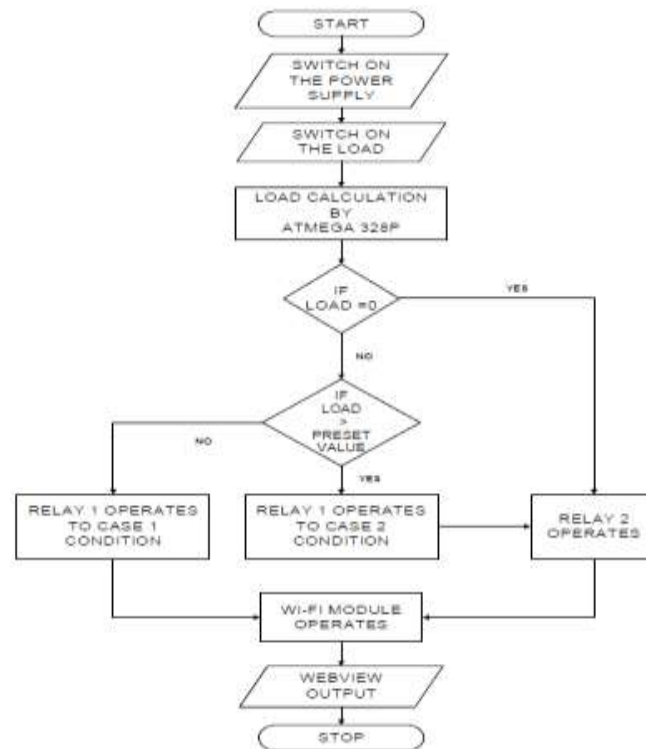 START
SWITCH ON
THE POWER
SUPPLY
SWITCH ON
THE LOAD
LOAD CALCULATION
BY
ATMEGA 328P
IF
LOAD =0
YES
NO
IF
LOAD
>
PRESET
VALUE
NO
YES
RELAY 1 OPERATES
TO CASE 1
CONDITION
RELAY 1 OPERATES
TO CASE 2
CONDITION
RELAY 2
OPERATES
WI-FI MODULE
OPERATES
WEBVIEW
OUTPUT
STOP